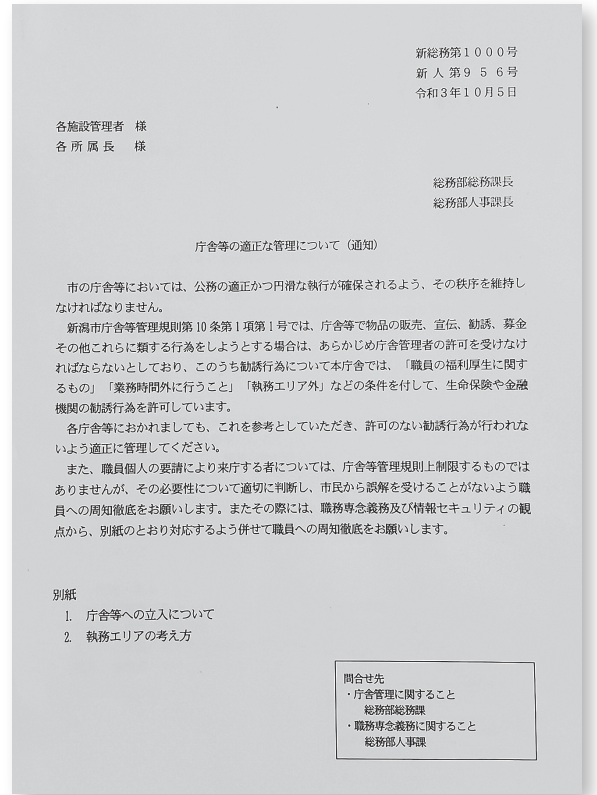 新総務第１０００号
新 人 第９ ５ ６号
令和３年１０月５日
各施設管理者　様
各 所 属 長　様
総務部総務課長
総務部人事課長
庁舎等の適正な管理について（通知）
　市の庁舎等においては、公務の適正かつ円滑な執行が確保されるよう、その秩序を維持し
なければなりません。
　新潟市庁舎等管理規則第10条第1項第1号では、庁舎等で物品の販売、宣伝、勧誘、募金
その他これらに類する行為をしようとする場合は、あらかじめ庁舎管理者の許可を受けなけ
ればならないとしており、このうち勧誘行為について本庁舎では、「職員の福利厚生に関す
るもの」「業務時間外に行うこと」「執務エリア外」などの条件を付して、生命保険や金融
機関の勧誘行為を許可しています。
　各庁舎等におかれましても、これを参考としていただき、許可のない勧誘行為が行われな
いよう適正に管理してください。
　また、職員個人の要請により来庁する者については、庁舎等管理規則上制限するものでは
ありませんが、その必要性について適切に判断し、市民から誤解を受けることがないよう職
員への周知徹底をお願いします。またその際には、職務専念義務及び情報セキュリティの観
点から、別紙のとおり対応するよう併せて職員への周知徹底をお願いします。
別紙
1.　庁舎等への立入について
2.　執務エリアの考え方
問合せ先
・庁舎管理に関すること
総務部総務課
・職務専念義務に関すること
総務部人事課